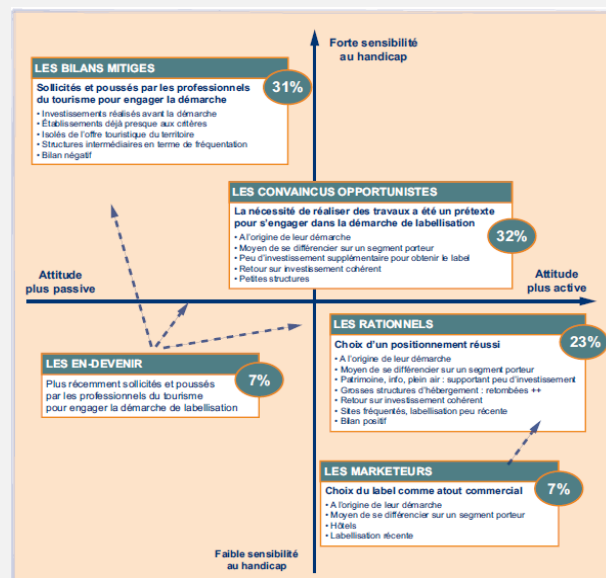 Forte sensibilité
au handicap
LES BILANS MITIGES
31%
Sollicités et poussés par les professionnels
du tourisme pour engager la démarche
• Investissements réalisés avant la démarche
• Établissements déjà presque aux critères
• Isolés de l'offre touristique du territoire
• Structures intermédiaires en terme de fréquentation
• Bilan négatif
LES CONVAINCUS OPPORTUNISTES
32%
La nécessité de réaliser des travaux a été un prétexte
pour s'engager dans la démarche de labellisation
• A l'origine de leur démarche
• Moyen de se différencier sur un segment porteur
• Peu d'investissement supplémentaire pour obtenir le label
• Retour sur investissement cohérent
• Petites structures
Attitude
plus passive
Attitude
plus active
LES RATIONNELS
23%
Choix d'un positionnement réussi
• A l'origine de leur démarche
• Moyen de se différencier sur un segment porteur
• Patrimoine, info, plein air : supportant peu d'investissement
• Grosses structures d'hébergement : retombées ++
• Retour sur investissement cohérent
• Sites fréquentés, labellisation peu récente
• Bilan positif
LES EN-DEVENIR
7%
Plus récemment sollicités et poussés
par les professionnels du tourisme
pour engager la démarche de labellisation
LES MARKETEURS
7%
Choix du label comme atout commercial
• A l'origine de leur démarche
• Moyen de se différencier sur un segment porteur
• Hôtels
• Labellisation récente
Faible sensibilité
au handicap